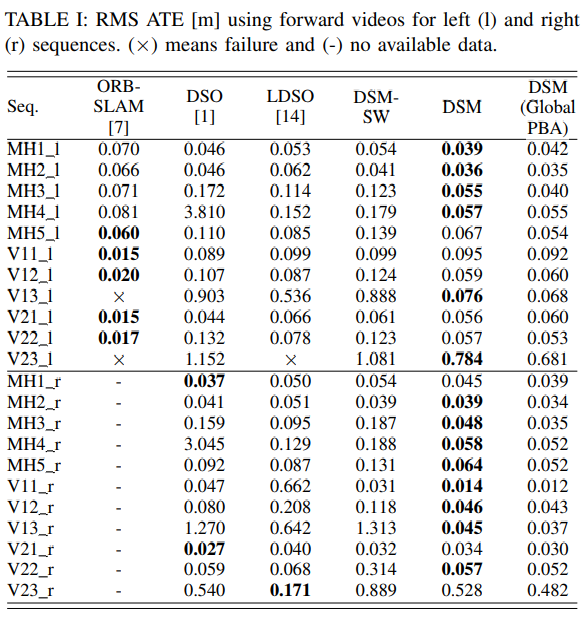 TABLE I: RMS ATE [m] using forward videos for left (l) and right
(r) sequences. (×) means failure and (-) no available data.
Seq. ORB-SLAM [7] DSO [1] LDSO [14] DSM-SW DSM DSM (Global PBA)
MH1_l 0.070 0.046 0.053 0.054 0.039 0.042
MH2_l 0.066 0.046 0.062 0.041 0.036 0.035
MH3_l 0.071 0.172 0.114 0.123 0.055 0.040
MH4_l 0.081 3.810 0.152 0.179 0.057 0.055
MH5_l 0.060 0.110 0.085 0.139 0.067 0.054
V11_l 0.015 0.089 0.099 0.099 0.095 0.092
V12_l 0.020 0.107 0.087 0.124 0.059 0.060
V13_l × 0.903 0.536 0.888 0.076 0.068
V21_l 0.015 0.044 0.066 0.061 0.056 0.060
V22_l 0.017 0.132 0.078 0.123 0.057 0.053
V23_l × 1.152 × 1.081 0.784 0.681
MH1_r - 0.037 0.050 0.054 0.045 0.039
MH2_r - 0.041 0.051 0.039 0.039 0.034
MH3_r - 0.159 0.095 0.187 0.048 0.035
MH4_r - 3.045 0.129 0.188 0.058 0.052
MH5_r - 0.092 0.087 0.131 0.064 0.052
V11_r - 0.047 0.662 0.031 0.014 0.012
V12_r - 0.080 0.208 0.118 0.046 0.043
V13_r - 1.270 0.642 1.313 0.045 0.037
V21_r - 0.027 0.040 0.032 0.034 0.030
V22_r - 0.059 0.068 0.314 0.057 0.052
V23_r - 0.540 0.171 0.889 0.528 0.482